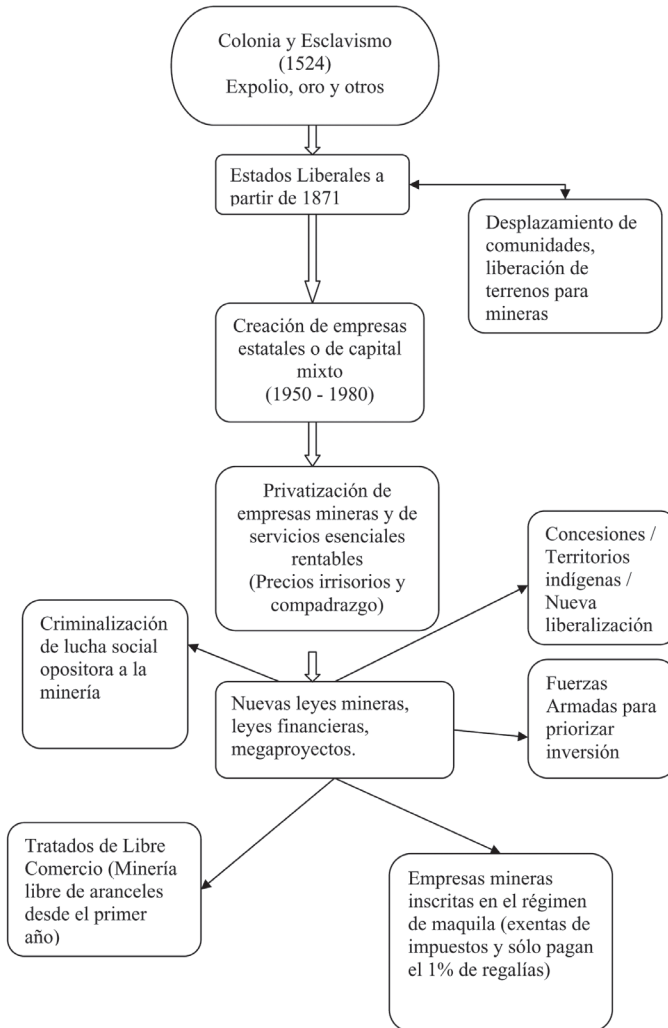 Colonia y Esclavismo
(1524)
Expolio, oro y otros
Estados Liberales a
partir de 1871
Desplazamiento de
comunidades,
liberación de
terrenos para
mineras
Creación de empresas
estatales o de capital
mixto
(1950 - 1980)
Privatización de
empresas mineras y de
servicios esenciales
rentables
(Precios irrisorios y
compadrazgo)
Concesiones /
Territorios
indígenas /
Nueva
liberalización
Criminalización
de lucha social
opositora a la
minería
Nuevas leyes mineras,
leyes financieras,
megaproyectos.
Fuerzas
Armadas para
priorizar
inversión
Tratados de Libre
Comercio (Minería
libre de aranceles
desde el primer
año)
Empresas mineras
inscritas en el régimen
de maquila (exentas de
impuestos y sólo pagan
el 1% de regalías)